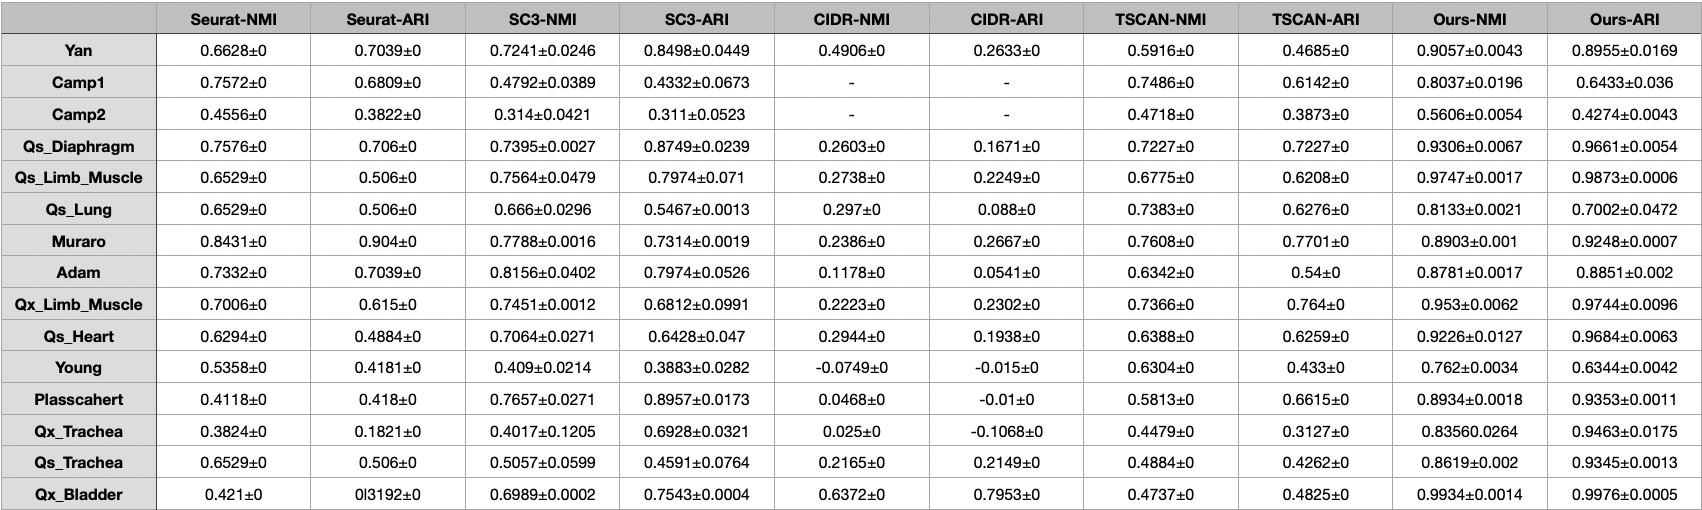 Seurat-NMI Seurat-ARI SC3-NMI SC3-ARI CIDR-NMI CIDR-ARI TSCAN-NMI TSCAN-ARI Ours-NMI Ours-ARI
Yan 0.6628±0 0.7039±0 0.7241±0.0246 0.8498±0.0449 0.4906±0 0.2633±0 0.5916±0 0.4685±0 0.9057±0.0043 0.8955±0.0169
Camp1 0.7572±0 0.6809±0 0.4792±0.0389 0.4332±0.0673 - - 0.7486±0 0.6142±0 0.8037±0.0196 0.6433±0.036
Camp2 0.4556±0 0.3822±0 0.314±0.0421 0.311±0.0523 - - 0.4718±0 0.3873±0 0.5606±0.0054 0.4274±0.0043
Qs_Diaphragm 0.7576±0 0.706±0 0.7395±0.0027 0.8749±0.0239 0.2603±0 0.1671±0 0.7227±0 0.7227±0 0.9306±0.0067 0.9661±0.0054
Qs_Limb_Muscle 0.6529±0 0.506±0 0.7564±0.0479 0.7974±0.071 0.2738±0 0.2249±0 0.6775±0 0.6208±0 0.9747±0.0017 0.9873±0.0006
Qs_Lung 0.6529±0 0.506±0 0.666±0.0296 0.5467±0.0013 0.297±0 0.088±0 0.7383±0 0.6276±0 0.8133±0.0021 0.7002±0.0472
Muraro 0.8431±0 0.904±0 0.7788±0.0016 0.7314±0.0019 0.2386±0 0.2667±0 0.7608±0 0.7701±0 0.8903±0.001 0.9248±0.0007
Adam 0.7332±0 0.7039±0 0.8156±0.0402 0.7974±0.0526 0.1178±0 0.0541±0 0.6342±0 0.54±0 0.8781±0.0017 0.8851±0.002
Qx_Limb_Muscle 0.7006±0 0.615±0 0.7451±0.0012 0.6812±0.0991 0.2223±0 0.2302±0 0.7366±0 0.764±0 0.953±0.0062 0.9744±0.0096
Qs_Heart 0.6294±0 0.4884±0 0.7064±0.0271 0.6428±0.047 0.2944±0 0.1938±0 0.6388±0 0.6259±0 0.9226±0.0127 0.9684±0.0063
Young 0.5358±0 0.4181±0 0.409±0.0214 0.3883±0.0282 -0.0749±0 -0.015±0 0.6304±0 0.433±0 0.762±0.0034 0.6344±0.0042
Plasscahert 0.4118±0 0.418±0 0.7657±0.0271 0.8957±0.0173 0.0468±0 -0.01±0 0.5813±0 0.6615±0 0.8934±0.0018 0.9353±0.0011
Qx_Trachea 0.3824±0 0.1821±0 0.4017±0.1205 0.6928±0.0321 0.025±0 -0.1068±0 0.4479±0 0.3127±0 0.83560.0264 0.9463±0.0175
Qs_Trachea 0.6529±0 0.506±0 0.5057±0.0599 0.4591±0.0764 0.2165±0 0.2149±0 0.4884±0 0.4262±0 0.8619±0.002 0.9345±0.0013
Qx_Bladder 0.421±0 0l3192±0 0.6989±0.0002 0.7543±0.0004 0.6372±0 0.7953±0 0.4737±0 0.4825±0 0.9934±0.0014 0.9976±0.0005